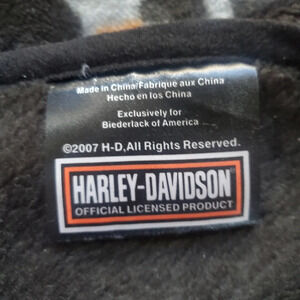 Made in China/Fabrique aux China
Hecho en los China
Exclusively for
Biederlack of America
©2007 H-D,All Rights Reserved.
HARLEY-DAVIDSON
OFFICIAL LICENSED PRODUCT